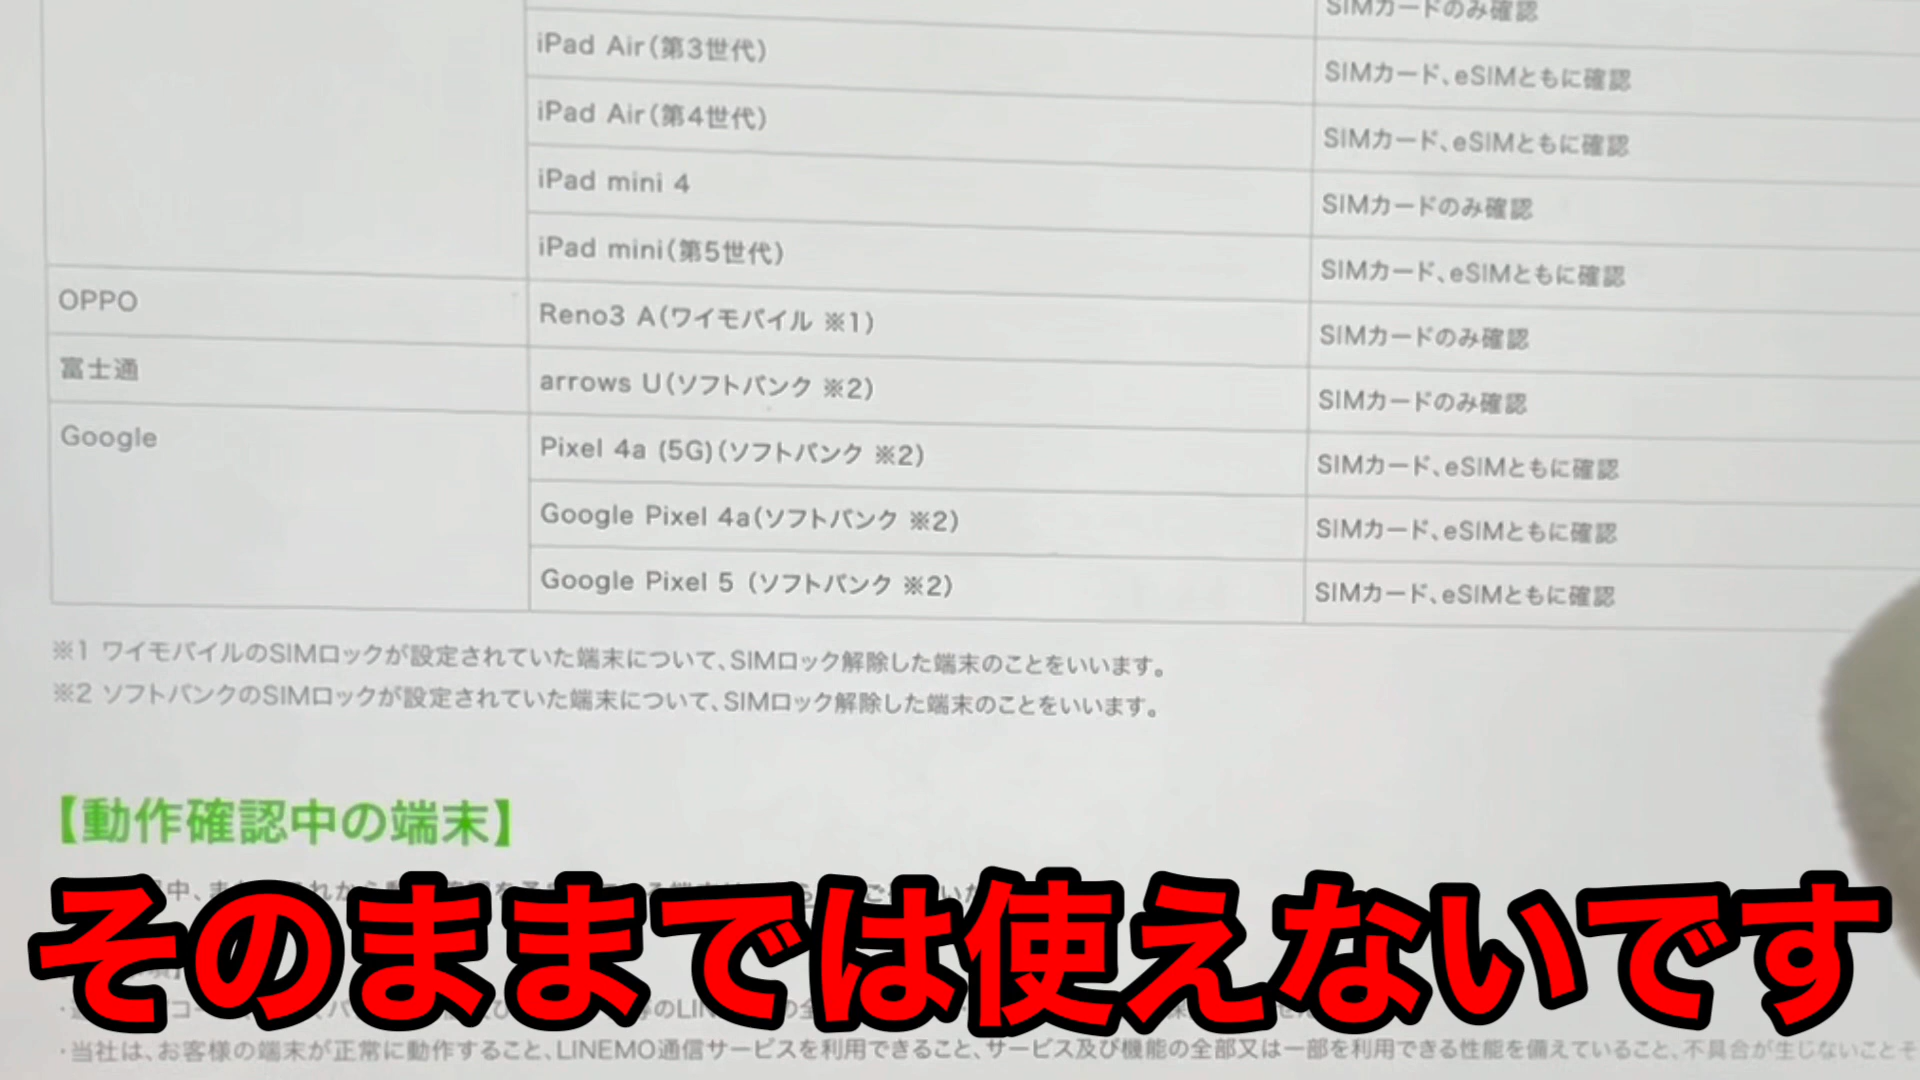 SIMカードのみ確認
iPad Air(第3世代) SIMカード、eSIMともに確認
iPad Air(第4世代) SIMカード、eSIMともに確認
iPad mini 4 SIMカードのみ確認
iPad mini(第5世代) SIMカード、eSIMともに確認
OPPO Reno3 A(ワイモバイル ※1) SIMカードのみ確認
富士通 arrows U(ソフトバンク ※2) SIMカードのみ確認
Google Pixel 4a (5G)(ソフトバンク ※2) SIMカード、eSIMともに確認
Google Pixel 4a(ソフトバンク ※2) SIMカード、eSIMともに確認
Google Pixel 5 (ソフトバンク ※2) SIMカード、eSIMともに確認
※1 ワイモバイルのSIMロックが設定されていた端末について、SIMロック解除した端末のことをいいます。
※2 ソフトバンクのSIMロックが設定されていた端末について、SIMロック解除した端末のことをいいます。
【動作確認中の端末】
そのままでは使えないです
・当社は、お客様の端末が正常に動作すること、LINEMO通信サービスを利用できること、サービス及び機能の全部又は一部を利用できる性能を備えていること、不具合が生じないことそ